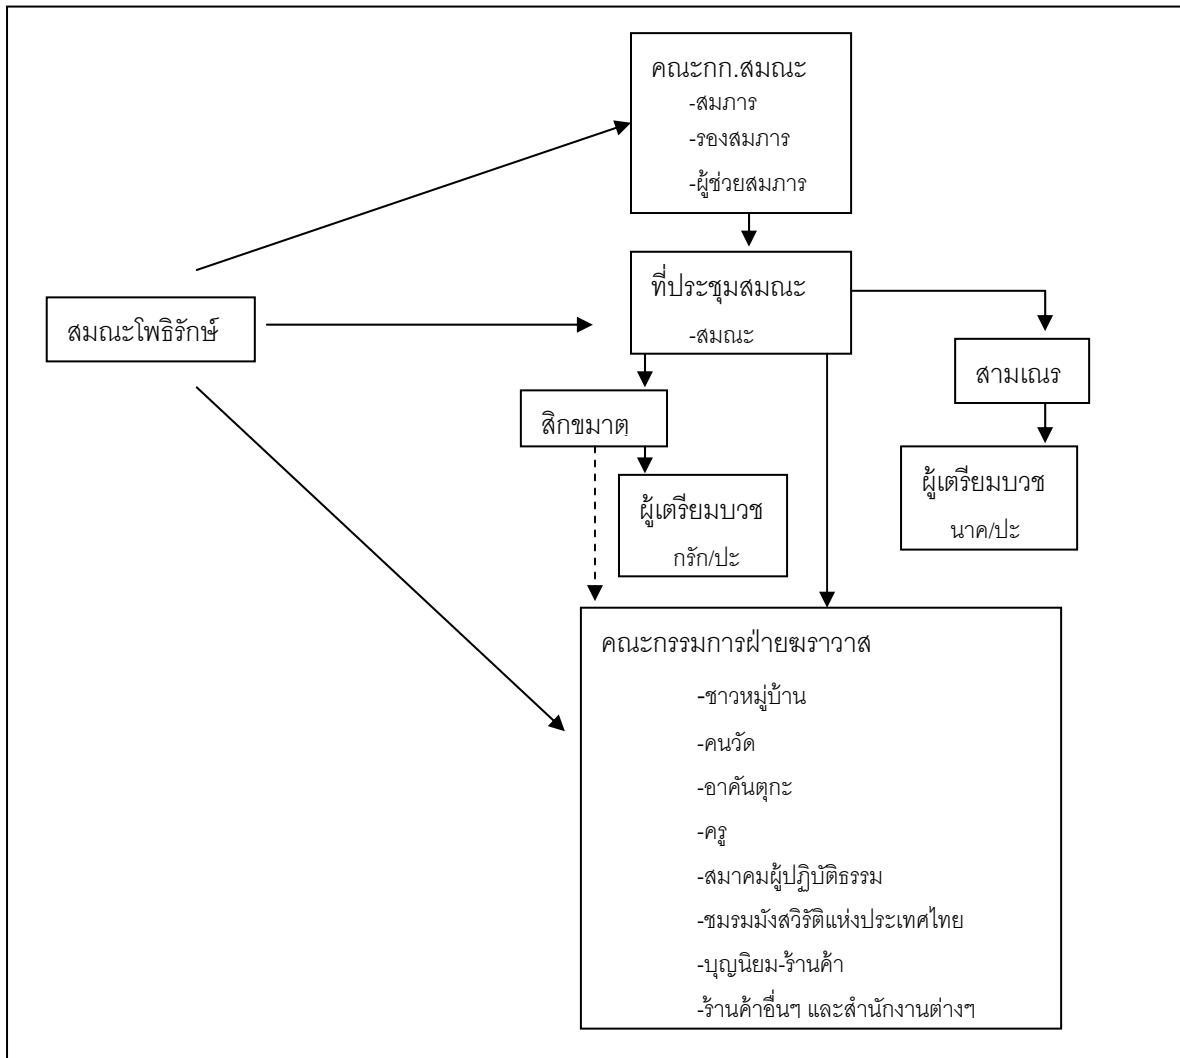 คณะกก.สมณะ
-สมภาร
-รองสมภาร
-ผู้ช่วยสมภาร
ที่ประชุมสมณะ
-สมณะ
สมณะโพธิรักษ์
สามเณร
สิกขมาตุ
ผู้เตรียมบวช
นาค/ปะ
ผู้เตรียมบวช
กรัก/ปะ
คณะกรรมการฝ่ายฆราวาส
-ชาวหมู่บ้าน
-คนวัด
-อาคันตุกะ
-ครู
-สมาคมผู้ปฏิบัติธรรม
-ชมรมมังสวิรัติแห่งประเทศไทย
-บุญนิยม-ร้านค้า
-ร้านค้าอื่นๆ และสำนักงานต่างๆ